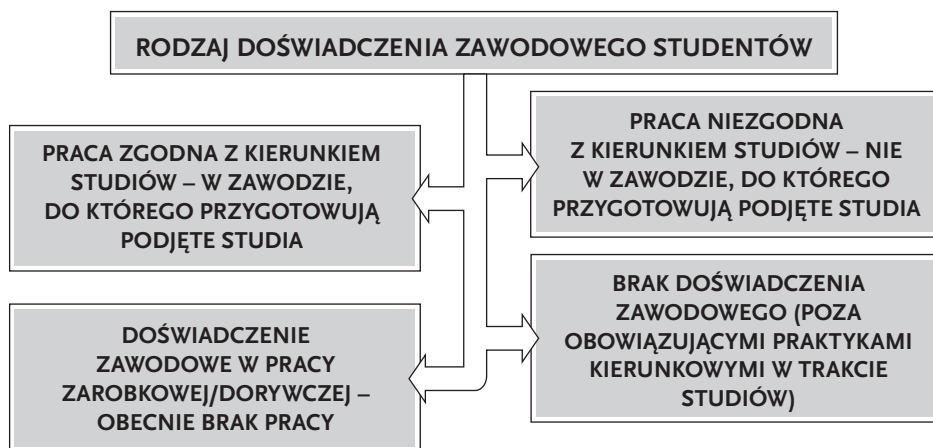 RODZAJ DOŚWIADCZENIA ZAWODOWEGO STUDENTÓW
PRACA ZGODNA Z KIERUNKIEM
STUDIÓW – W ZAWODZIE,
DO KTÓREGO PRZYGOTOWUJĄ
PODJĘTE STUDIA
PRACA NIEZGODNA
Z KIERUNKIEM STUDIÓW – NIE
W ZAWODZIE, DO KTÓREGO
PRZYGOTOWUJĄ PODJĘTE STUDIA
DOŚWIADCZENIE
ZAWODOWE W PRACY
ZAROBKOWEJ/DORYWCZEJ –
OBECNIE BRAK PRACY
BRAK DOŚWIADCZENIA
ZAWODOWEGO (POZA
OBOWIĄZUJĄCYMI PRAKTYKAMI
KIERUNKOWYMI W TRAKCIE
STUDIÓW)